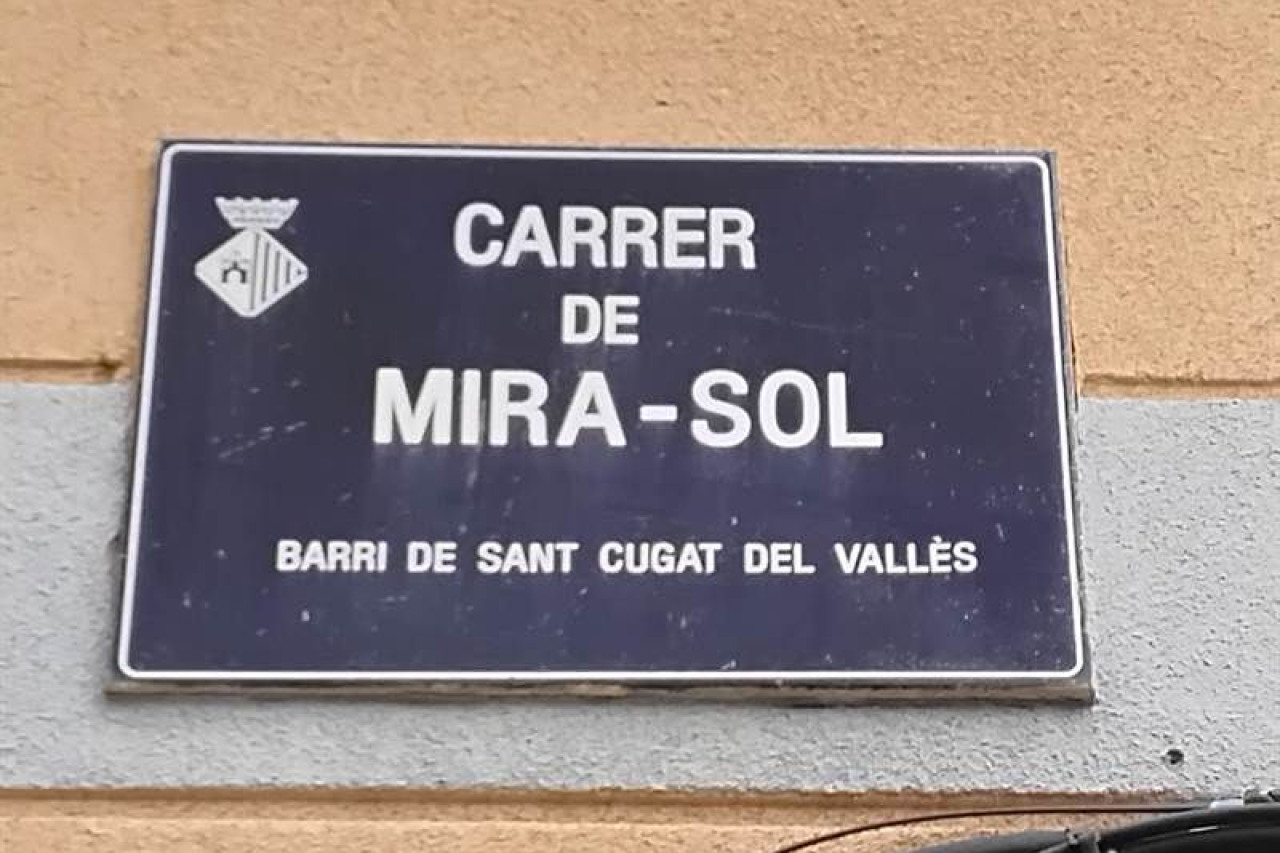 CARRER
DE
MIRA-SOL
BARRI DE SANT CUGAT DEL VALLÈS